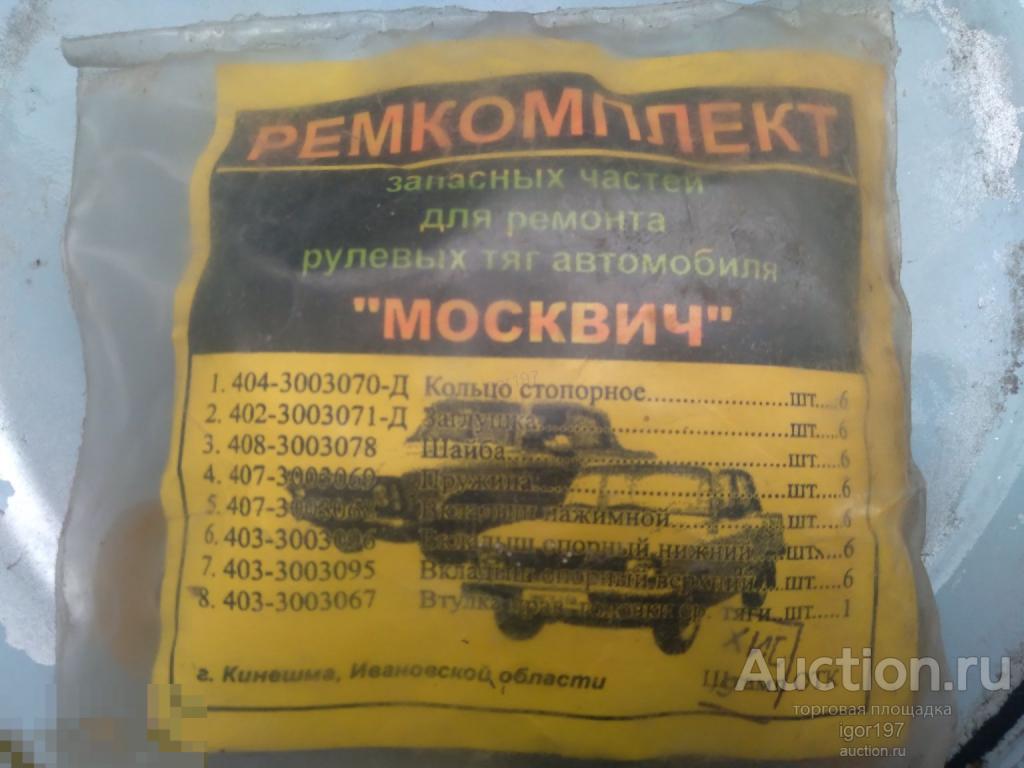 РЕМКОМПЛЕКТ
запасных частей
для ремонта
рулевых тяг автомобиля
"МОСКВИЧ"
1. 404-3003070-Д Кольцо стопорное......................шт.....6
2. 402-3003071-Д Заглушка..............................шт.....6
3. 408-3003078 Шайба..............................шт.....6
4. 407-3003069 Пружина..............................шт.....6
5. 407- Вкладыш нажимной..................шт.....6
6. 403- Вкладыш опорный нижний шт...6
7. 403-3003095 Вкладыш опорный верхний....шт....6
8. 403-3003067 Втулка тяги..шт....1
г. Кинешма, Ивановской области
Штамп ОТК
Auction.ru
торговая площадка
igor197
auction.ru